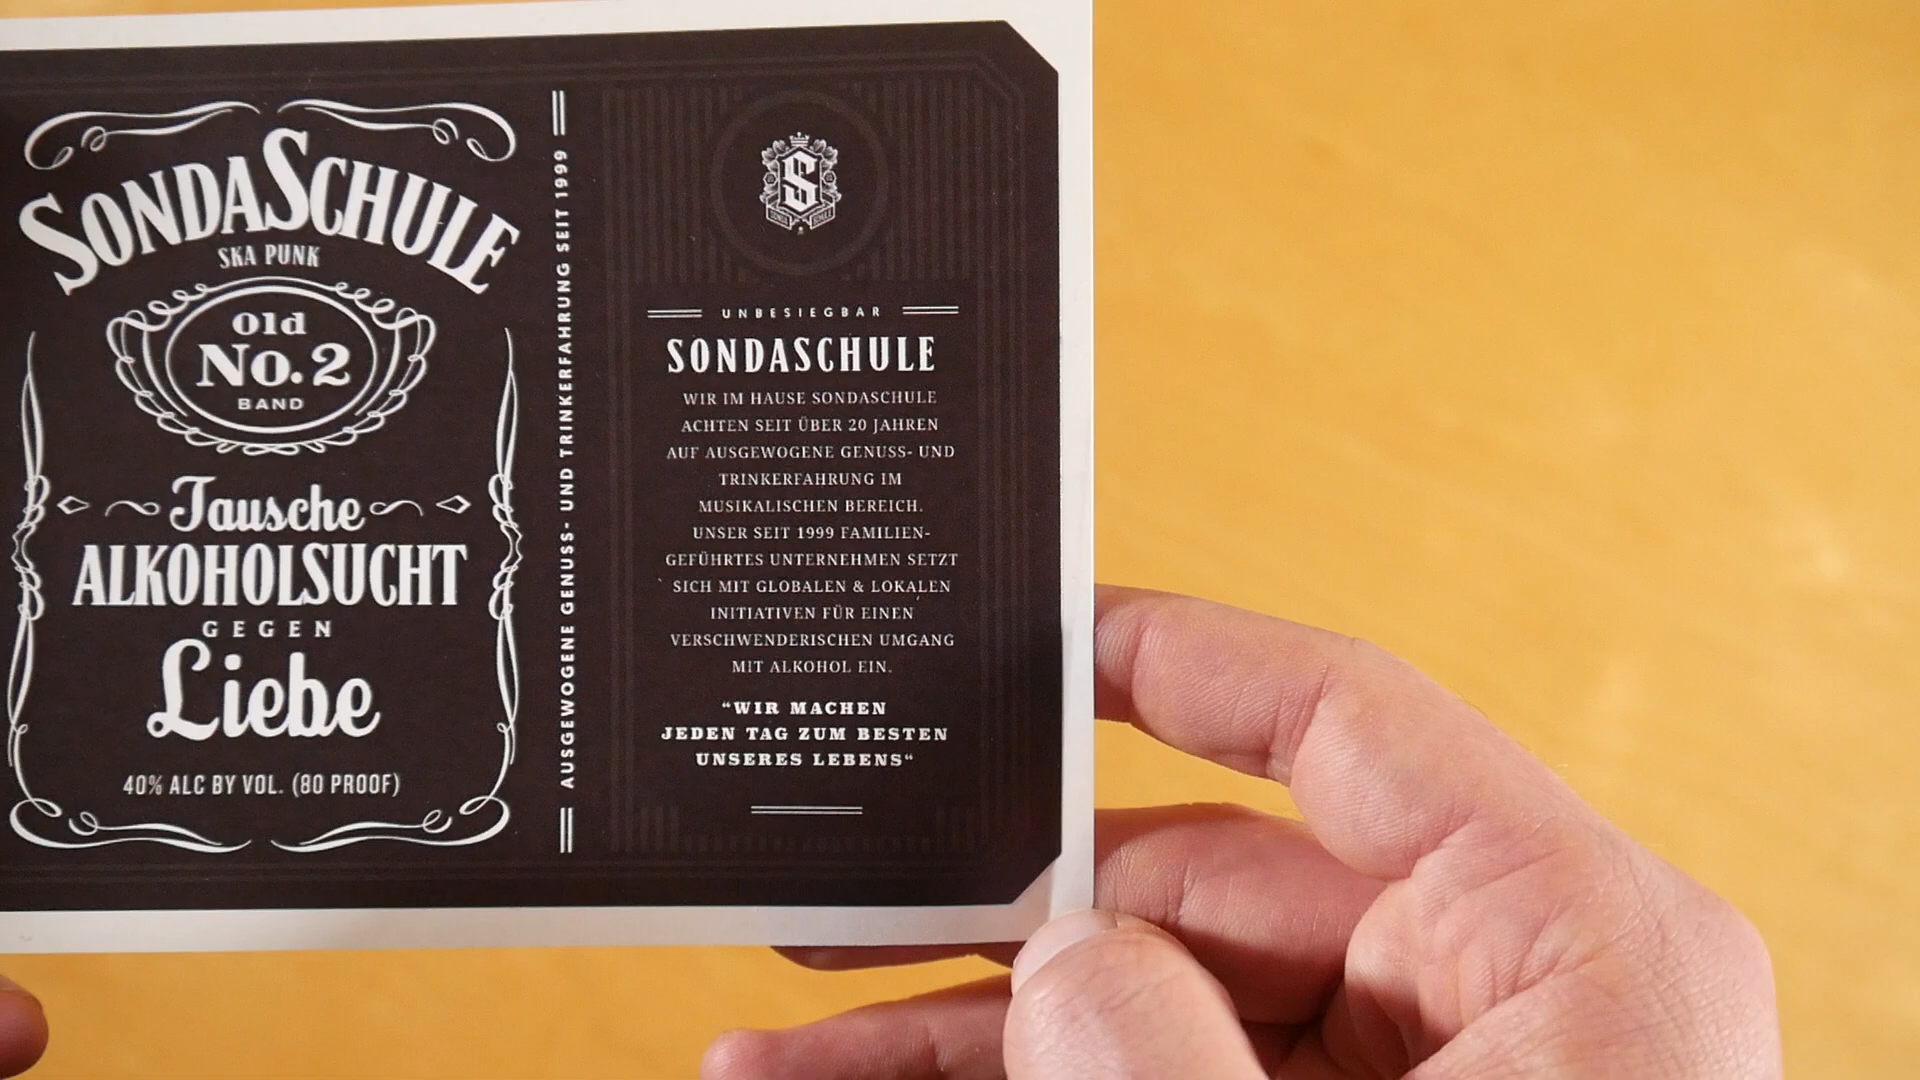 SONDASCHULE
SKA PUNK
Old
No.2
BAND
Tausche
ALKOHOLSUCHT
GEGEN
Liebe
40% ALC BY VOL. (80 PROOF)
AUSGEWOGENE GENUSS- UND TRINKERFAHRUNG SEIT 1999
S
SONDA SCHULE
UNBESIEGBAR
SONDASCHULE
WIR IM HAUSE SONDASCHULE
ACHTEN SEIT ÜBER 20 JAHREN
AUF AUSGEWOGENE GENUSS- UND
TRINKERFAHRUNG IM
MUSIKALISCHEN BEREICH.
UNSER SEIT 1999 FAMILIEN-
GEFÜHRTES UNTERNEHMEN SETZT
SICH MIT GLOBALEN & LOKALEN
INITIATIVEN FÜR EINEN
VERSCHWENDERISCHEN UMGANG
MIT ALKOHOL EIN.
“WIR MACHEN
JEDEN TAG ZUM BESTEN
UNSERES LEBENS“